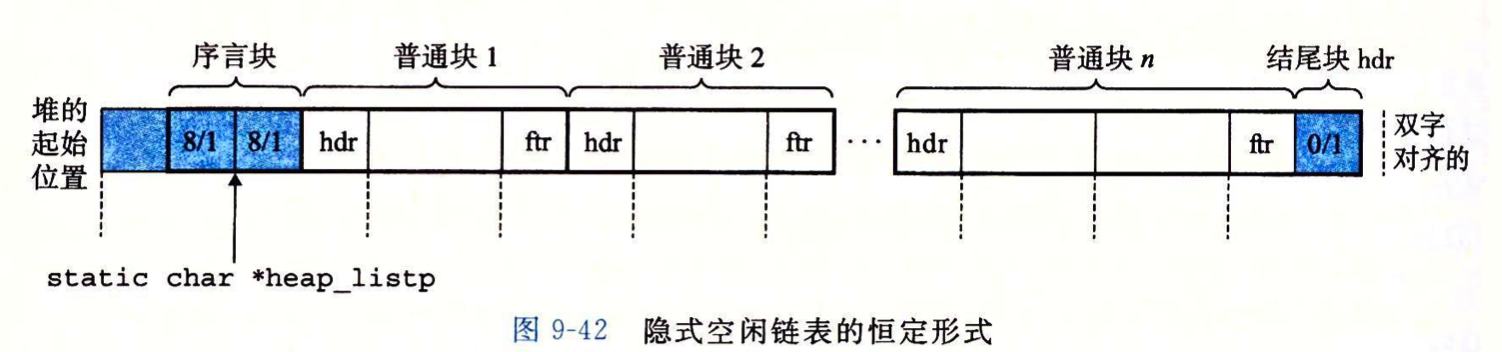 序言块 普通块 1 普通块 2 普通块 n 结尾块 hdr
堆的
起始
位置
8/1 8/1 hdr ftr hdr ftr ... hdr ftr 0/1
双字
对齐的
static char *heap_listp
图 9-42 隐式空闲链表的恒定形式